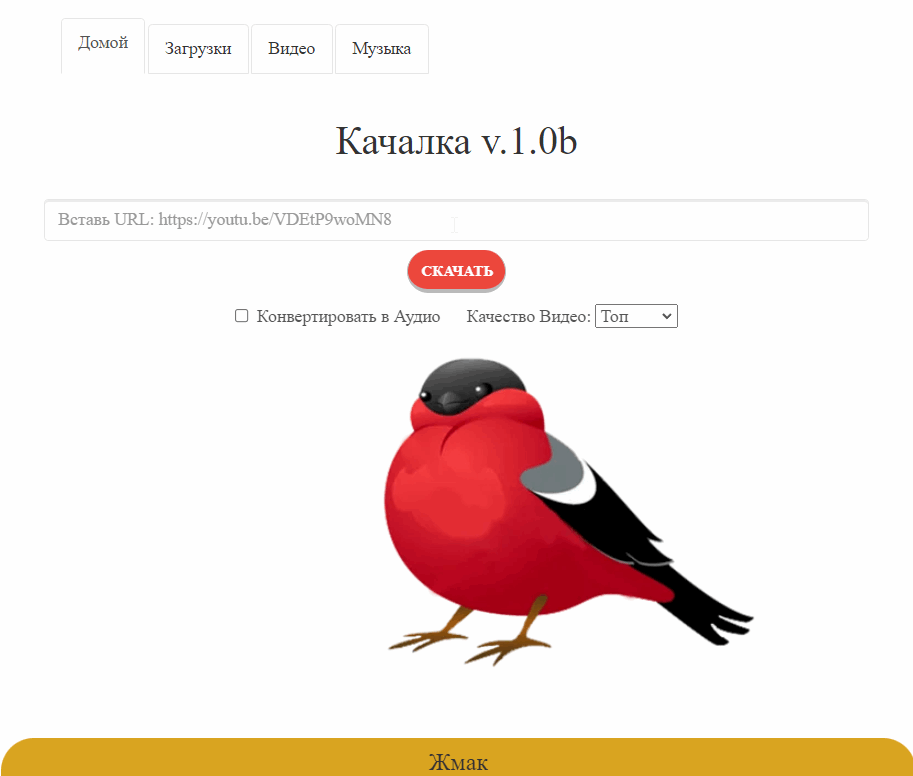 Домой Загрузки Видео Музыка
Качалка v.1.0b
Вставь URL: https://youtu.be/VDEtP9woMN8
СКАЧАТЬ
Конвертировать в Аудио Качество Видео: Топ
Жмак